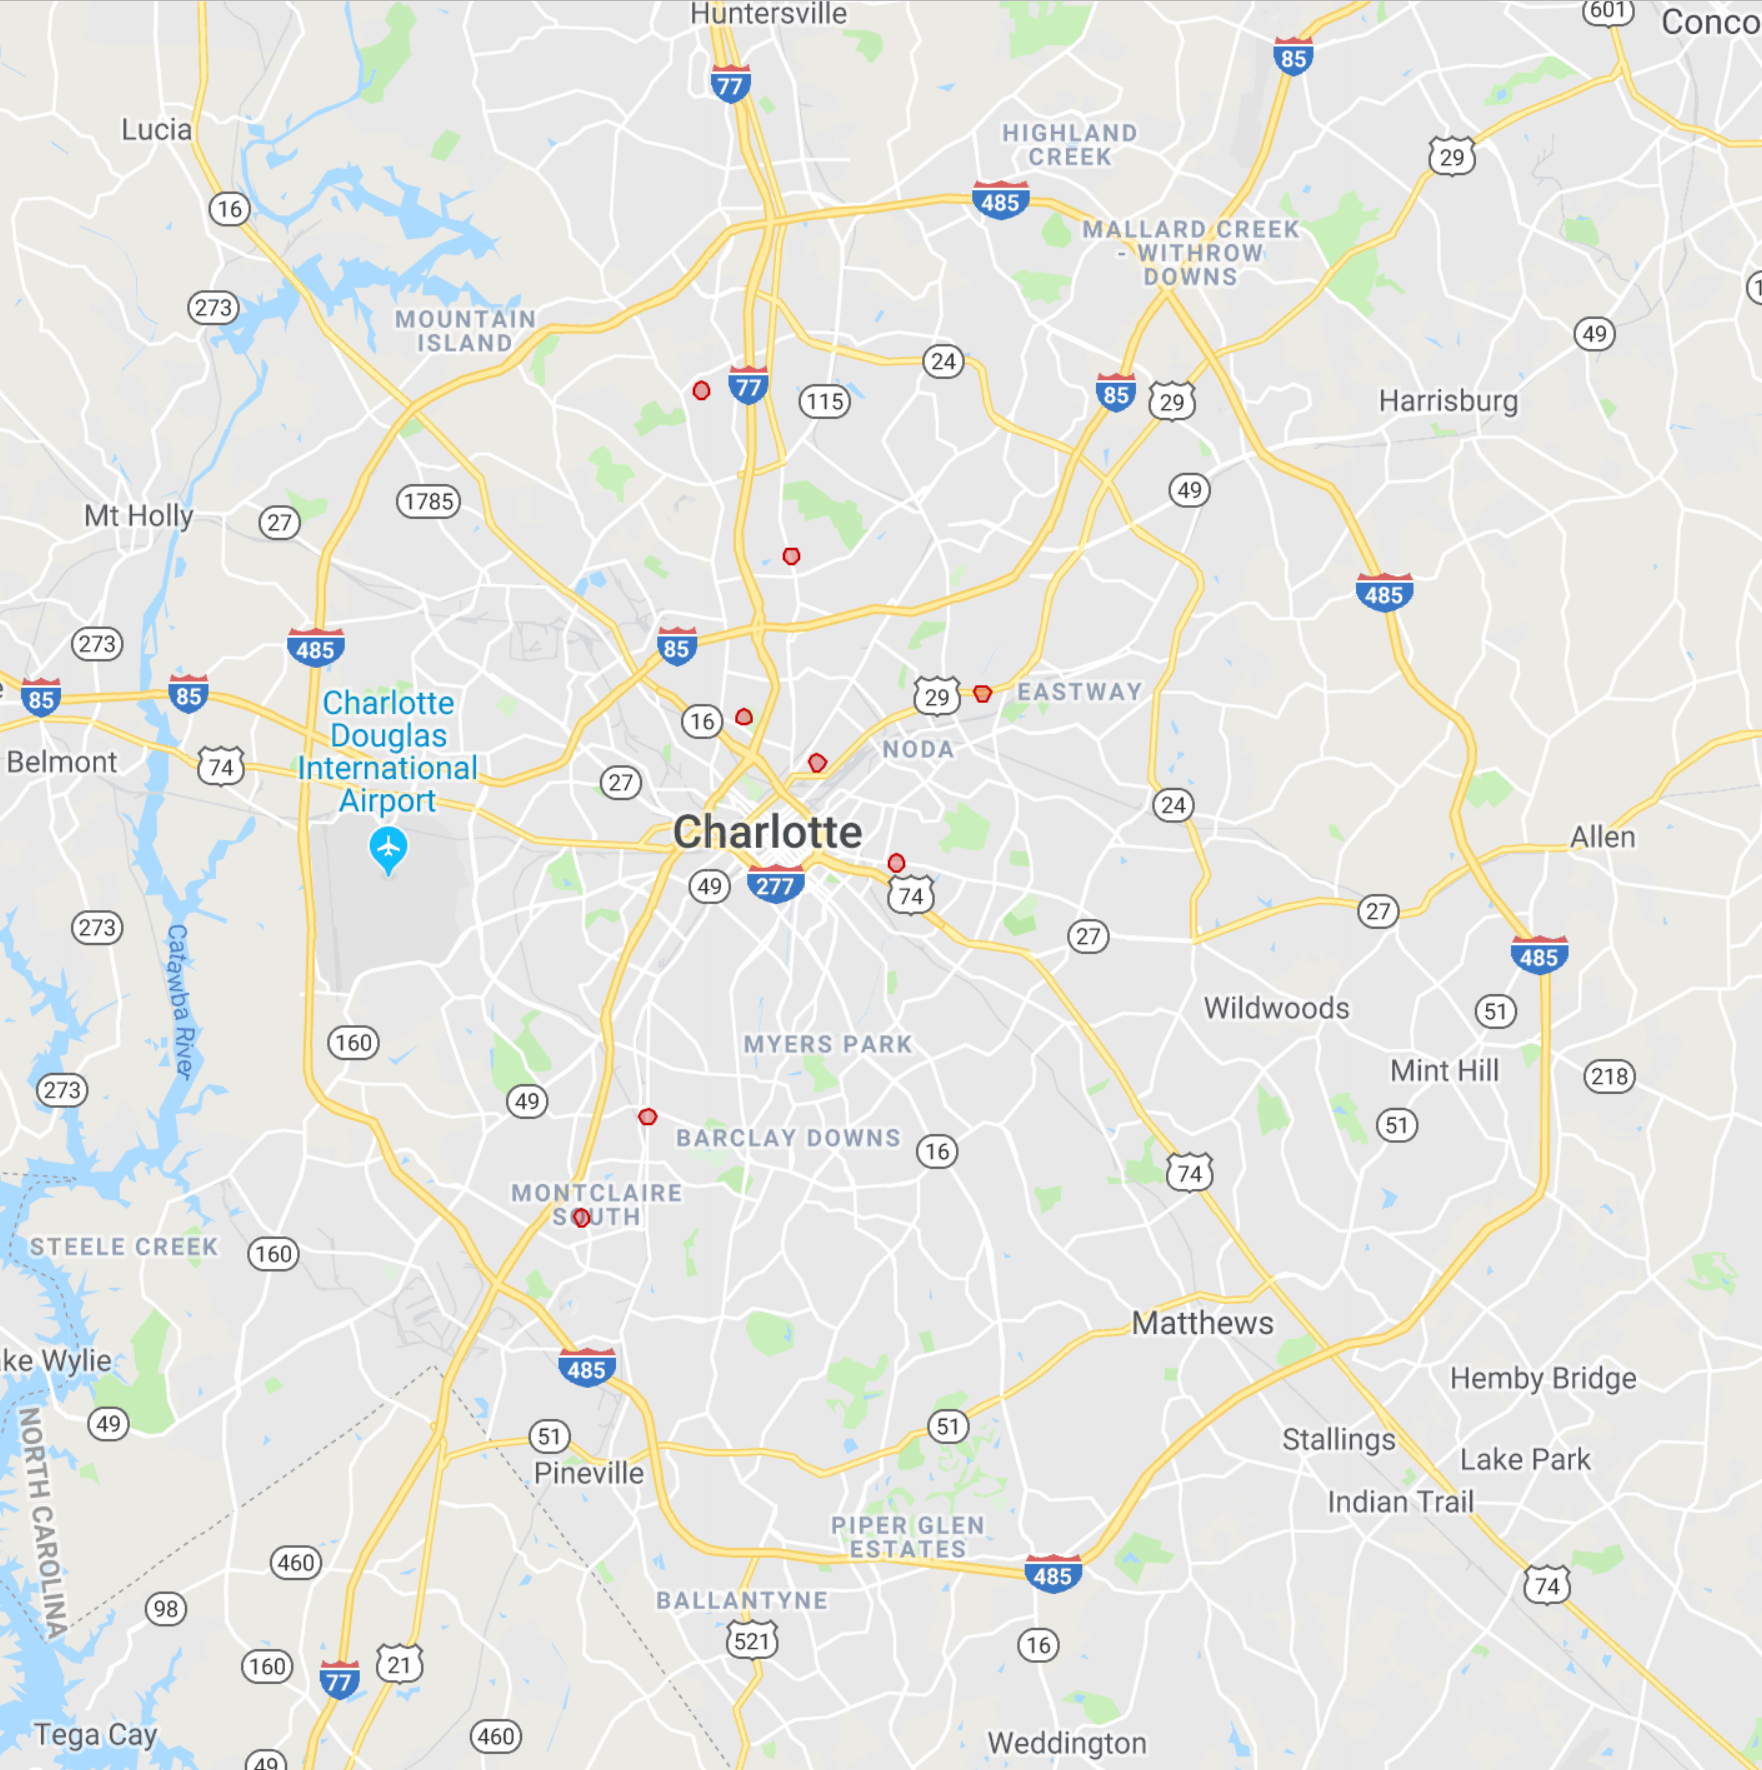 Huntersville
601
Conco
85
77
Lucia
HIGHLAND
CREEK
29
16
485
MALLARD CREEK
- WITHROW
DOWNS
1
273
MOUNTAIN
ISLAND
49
24
77
85
115
29
Harrisburg
1785
49
Mt Holly
27
485
273
485
85
85
85
Charlotte
Douglas
International
Airport
29
EASTWAY
16
NODA
Belmont
74
27
24
Charlotte
Allen
49
277
74
27
273
27
485
Catawba River
Wildwoods
51
160
MYERS PARK
Mint Hill
218
273
49
51
BARCLAY DOWNS
16
74
MONTCLAIRE
SOUTH
STEELE CREEK
160
Matthews
ke Wylie
485
Hemby Bridge
49
51
51
Stallings
NORTH CAROLINA
Pineville
Lake Park
Indian Trail
PIPER GLEN
ESTATES
460
485
74
98
BALLANTYNE
521
16
160
21
77
Tega Cay
460
Weddington
49